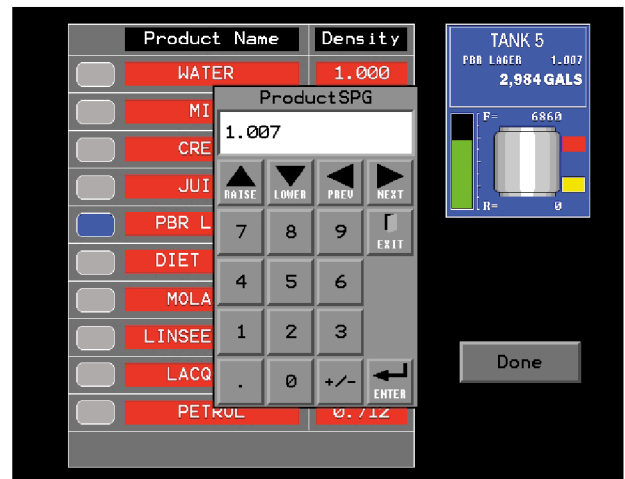 Product Name Density
WATER 1.000
MI
CRE
JUI
PBR L
DIET
MOLA
LINSEE
LACQ
PETROL 0.712
ProductSPG
1.007
RAISE LOWER PREV NEXT
7 8 9 EXIT
4 5 6
1 2 3
. 0 +/- ENTER
TANK 5
PBR LAGER 1.007
2,984 GALS
F= 6860
R= 0
Done